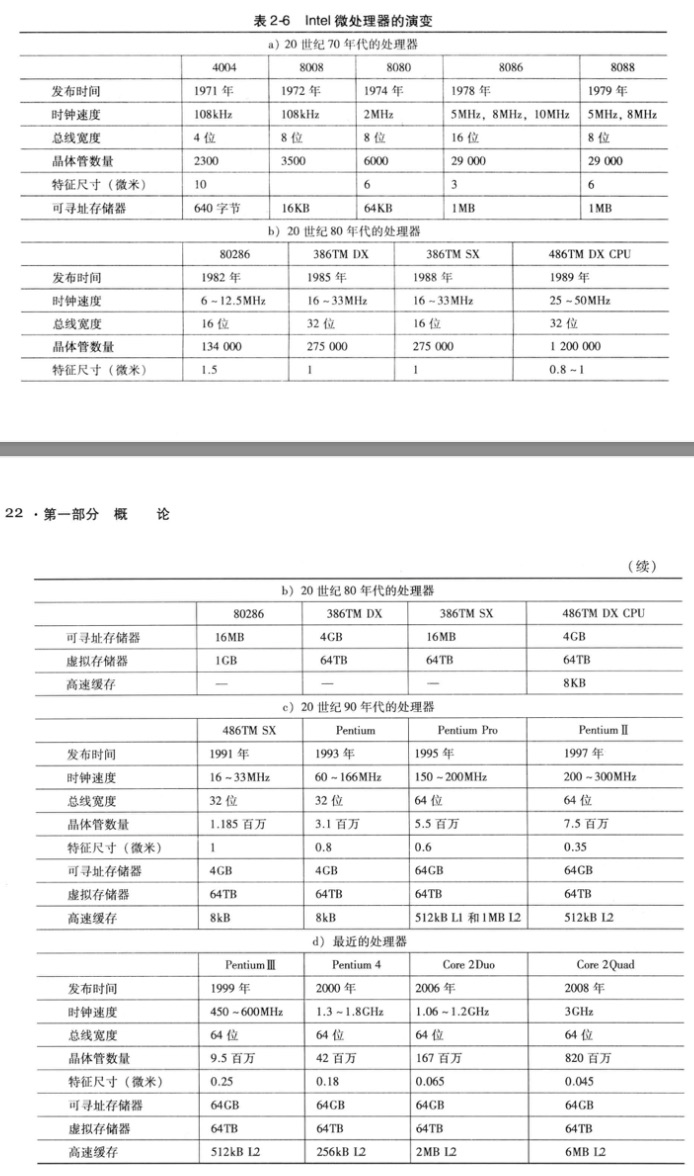 表 2-6 Intel 微处理器的演变
a）20 世纪 70 年代的处理器
4004 8008 8080 8086 8088
发布时间 1971 年 1972 年 1974 年 1978 年 1979 年
时钟速度 108kHz 108kHz 2MHz 5MHz，8MHz，10MHz 5MHz，8MHz
总线宽度 4 位 8 位 8 位 16 位 8 位
晶体管数量 2300 3500 6000 29 000 29 000
特征尺寸（微米） 10 6 3 6
可寻址存储器 640 字节 16KB 64KB 1MB 1MB
b）20 世纪 80 年代的处理器
80286 386TM DX 386TM SX 486TM DX CPU
发布时间 1982 年 1985 年 1988 年 1989 年
时钟速度 6～12.5MHz 16～33MHz 16～33MHz 25～50MHz
总线宽度 16 位 32 位 16 位 32 位
晶体管数量 134 000 275 000 275 000 1 200 000
特征尺寸（微米） 1.5 1 1 0.8～1
22 ·第一部分 概 论
（续）
b）20 世纪 80 年代的处理器
80286 386TM DX 386TM SX 486TM DX CPU
可寻址存储器 16MB 4GB 16MB 4GB
虚拟存储器 1GB 64TB 64TB 64TB
高速缓存 — — — 8KB
c）20 世纪 90 年代的处理器
486TM SX Pentium Pentium Pro Pentium Ⅱ
发布时间 1991 年 1993 年 1995 年 1997 年
时钟速度 16～33MHz 60～166MHz 150～200MHz 200～300MHz
总线宽度 32 位 32 位 64 位 64 位
晶体管数量 1.185 百万 3.1 百万 5.5 百万 7.5 百万
特征尺寸（微米） 1 0.8 0.6 0.35
可寻址存储器 4GB 4GB 64GB 64GB
虚拟存储器 64TB 64TB 64TB 64TB
高速缓存 8kB 8kB 512kB L1 和 1MB L2 512kB L2
d）最近的处理器
Pentium Ⅲ Pentium 4 Core 2 Duo Core 2 Quad
发布时间 1999 年 2000 年 2006 年 2008 年
时钟速度 450～600MHz 1.3～1.8GHz 1.06～1.2GHz 3GHz
总线宽度 64 位 64 位 64 位 64 位
晶体管数量 9.5 百万 42 百万 167 百万 820 百万
特征尺寸（微米） 0.25 0.18 0.065 0.045
可寻址存储器 64GB 64GB 64GB 64GB
虚拟存储器 64TB 64TB 64TB 64TB
高速缓存 512kB L2 256kB L2 2MB L2 6MB L2